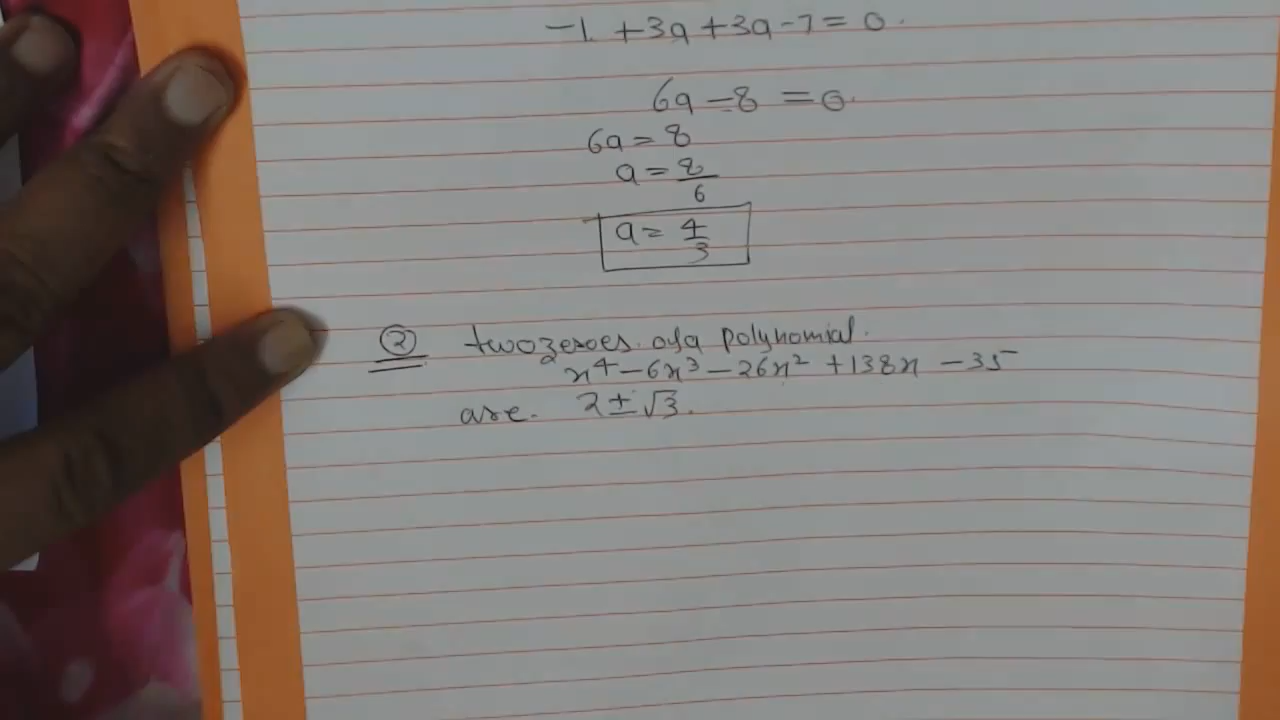 -1 +3a +3a -7 = 0.
6a - 8 = 0.
6a = 8
a = 8/6
a = 4/3
② two zeroes of a polynomial.
x⁴ - 6x³ - 26x² + 138x - 35
are. 2 ± √3.